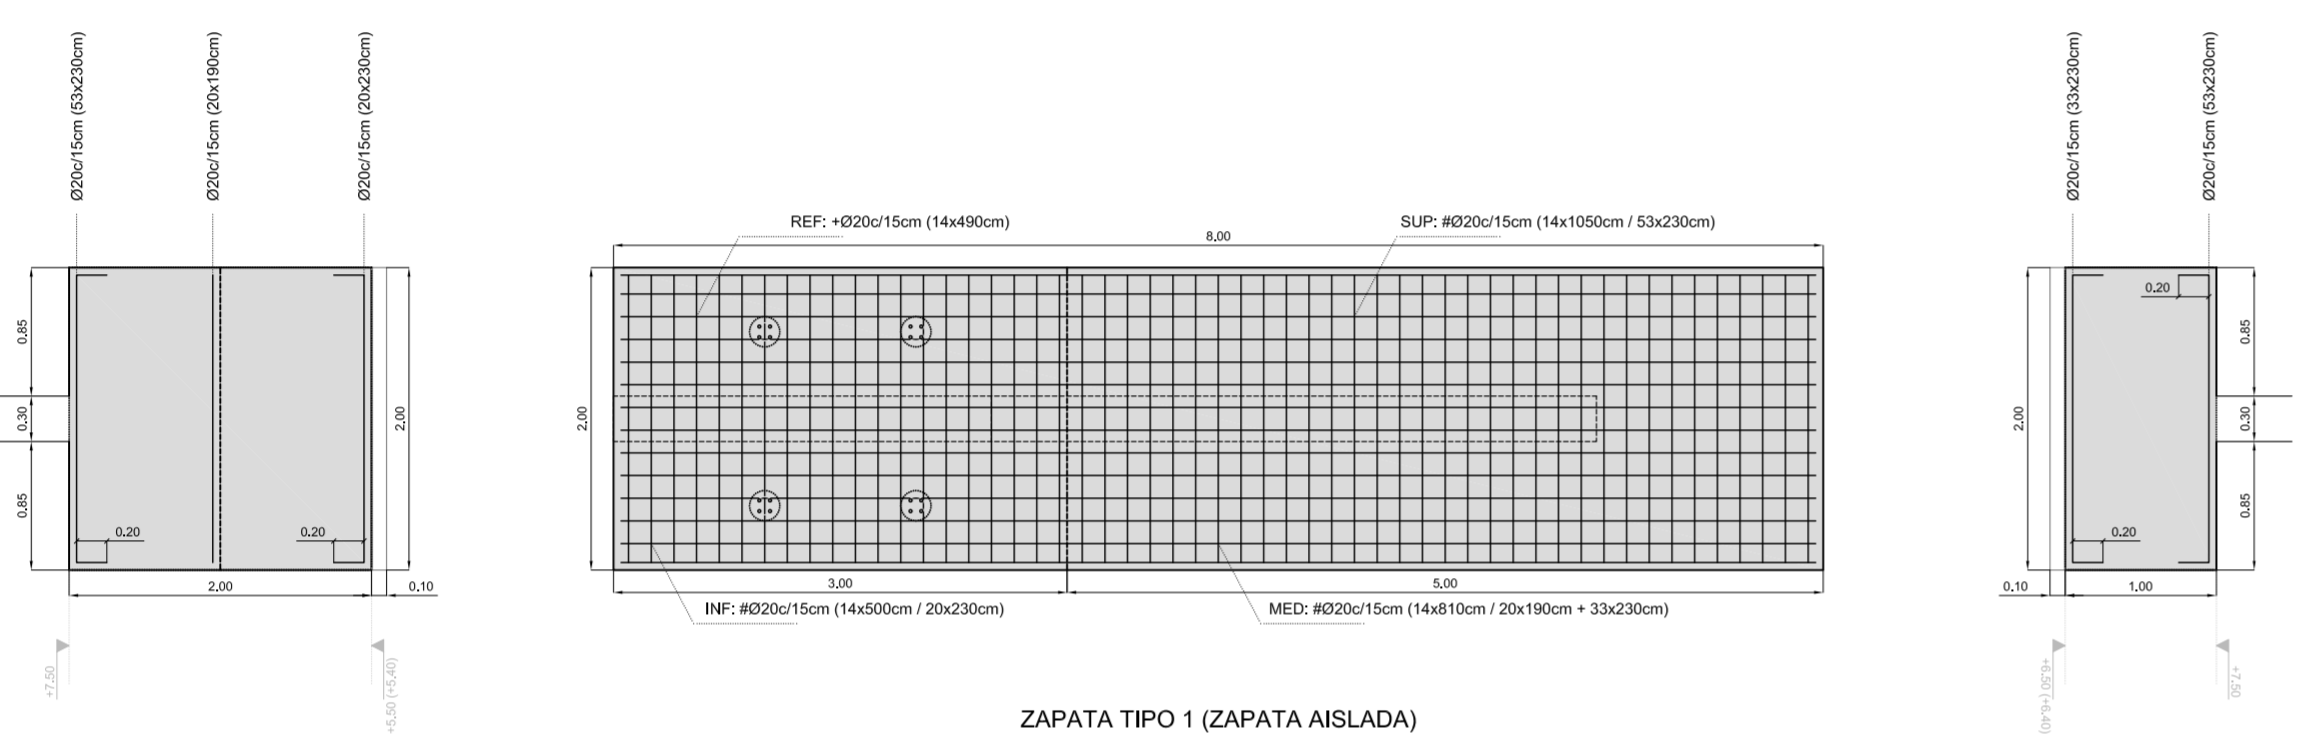 Ø20c/15cm (53x230cm)
Ø20c/15cm (20x190cm)
Ø20c/15cm (20x230cm)
0.85
0.30
0.85
2.00
0.20
0.20
2.00
0.10
+7.50
+5.50 (+5.40)
REF: +Ø20c/15cm (14x490cm)
SUP: #Ø20c/15cm (14x1050cm / 53x230cm)
8.00
2.00
3.00
5.00
INF: #Ø20c/15cm (14x500cm / 20x230cm)
MED: #Ø20c/15cm (14x810cm / 20x190cm + 33x230cm)
Ø20c/15cm (33x230cm)
Ø20c/15cm (53x230cm)
2.00
0.20
0.20
0.85
0.30
0.85
0.10
1.00
+6.50 (+6.40)
+7.50
ZAPATA TIPO 1 (ZAPATA AISLADA)